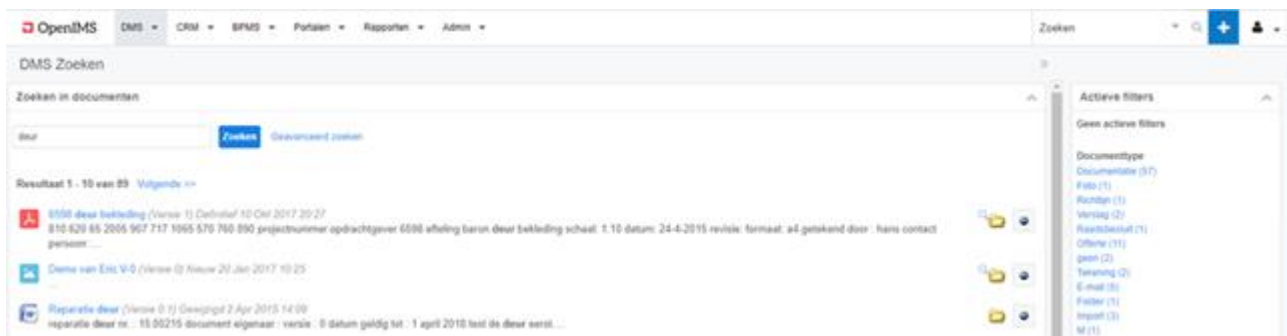 OpenIMS DMS CRM BPMS Portalen Rapporten Admin Zoeken
DMS Zoeken
Zoeken in documenten
Actieve filters
Geen actieve filters
deur Zoeken Geavanceerd zoeken
Documenttype
Documentatie (57)
Foto (1)
Richtlijn (1)
Verslag (2)
Raadsbesluit (1)
Offerte (11)
geen (2)
Tekening (2)
E-mail (5)
Folder (1)
Import (3)
M (1)
Resultaat 1 - 10 van 89 Volgende >>
6598 deur bekleding (Versie 1) Definitief 10 Okt 2017 20:27
810 620 65 2005 907 717 1065 570 760 890 projectnummer opdrachtgever 6598 efteling baron deur bekleding schaal: 1:10 datum: 24-4-2015 revisie: formaat: a4 getekend door : hans contact
persoon: ...
Demo van Eric V-0 (Versie 0) Nieuw 20 Jan 2017 10:25
...
Reparatie deur (Versie 0.1) Gewijzigd 2 Apr 2015 14:09
reparatie deur nr. : 15.00215 document eigenaar : versie : 0 datum geldig tot : 1 april 2018 test de deur eerst ...